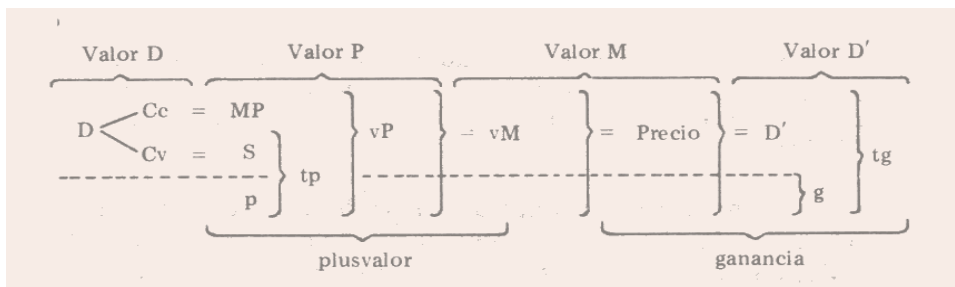 Valor D Valor P Valor M Valor D′
Cc = MP
D vP = vM = Precio = D′
Cv = S
tp tg
p g
plusvalor ganancia